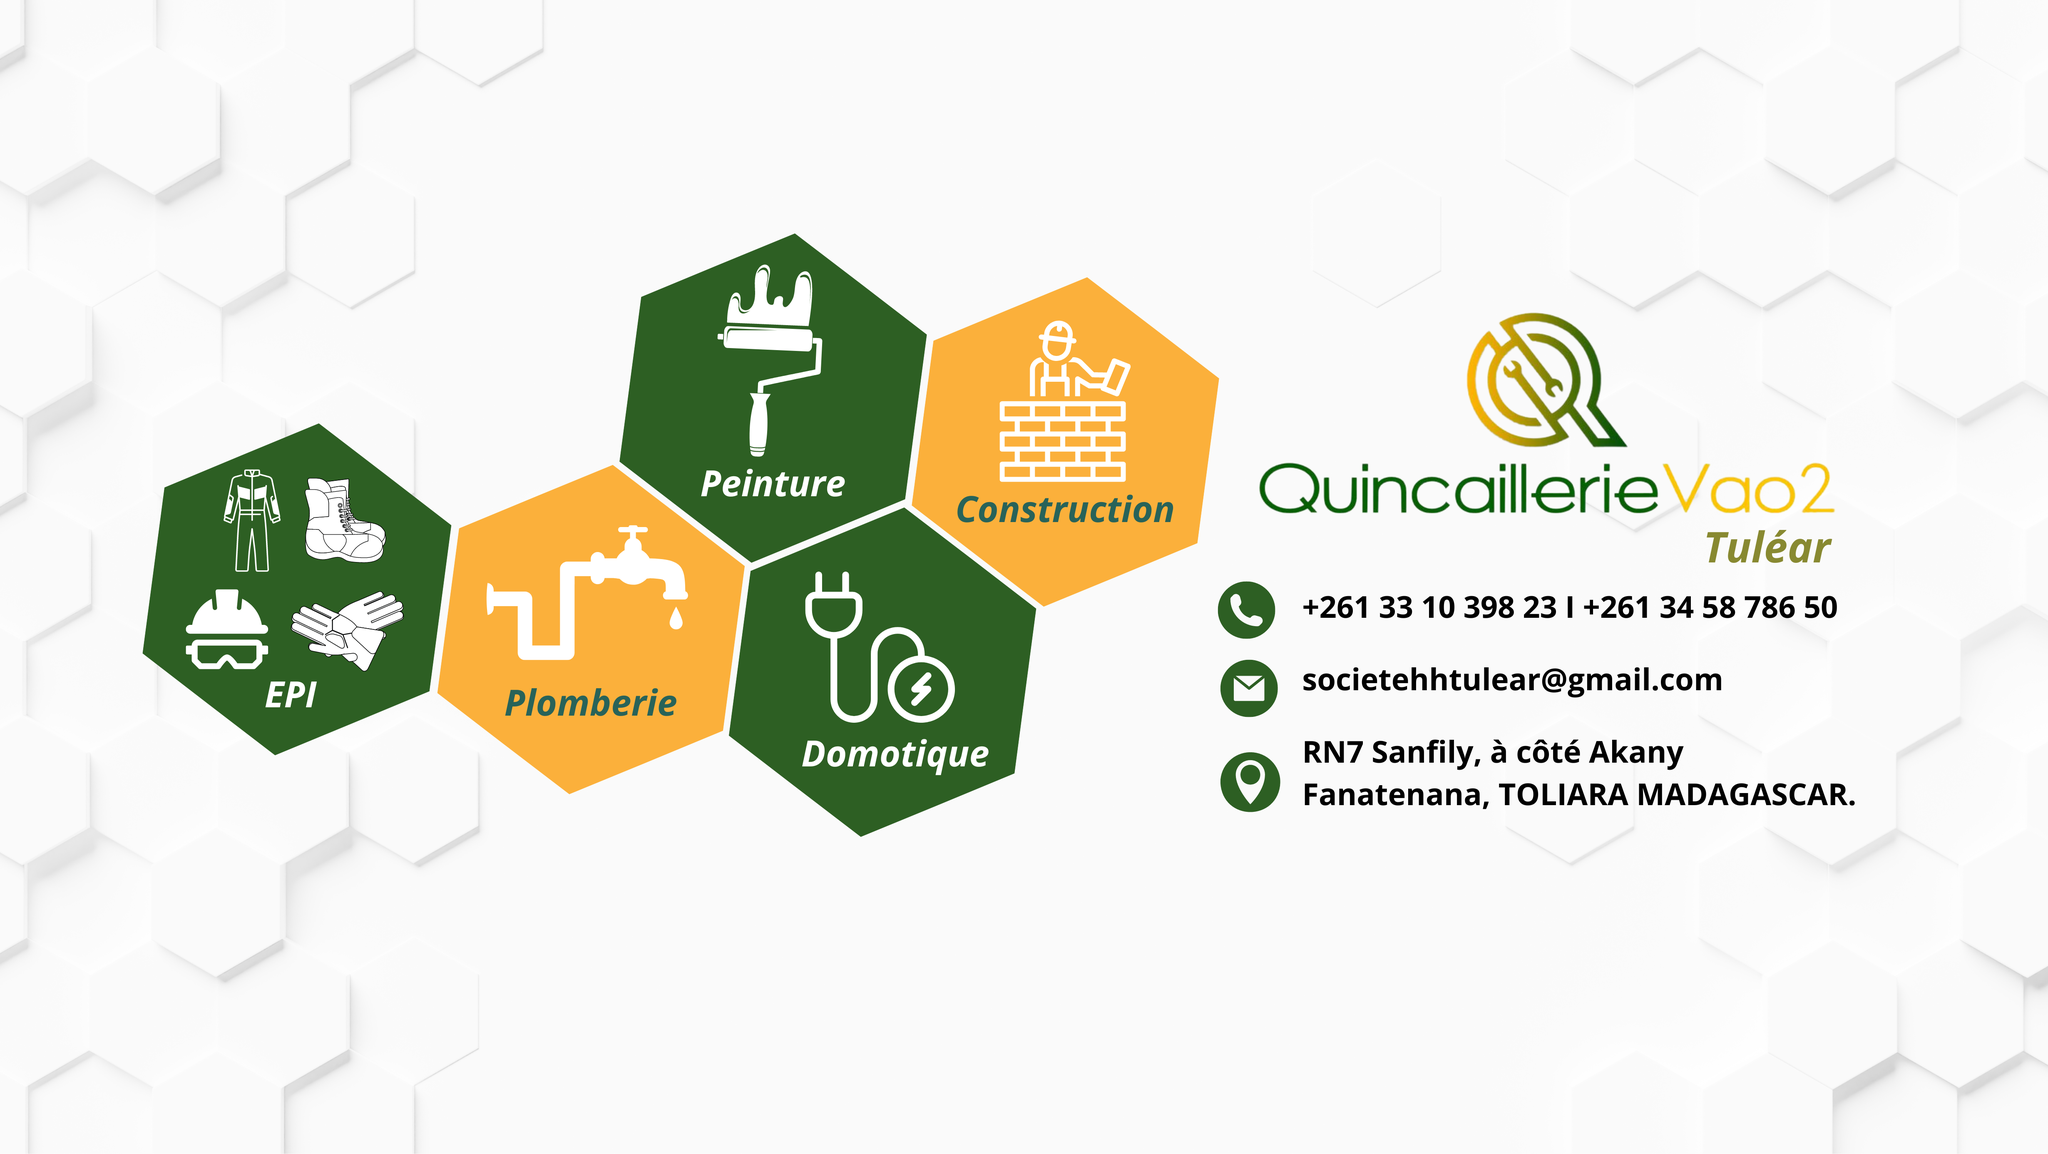 EPI
Plomberie
Peinture
Domotique
Construction
QuincaillerieVao2
Tuléar
+261 33 10 398 23 I +261 34 58 786 50
societehhtulear@gmail.com
RN7 Sanfily, à côté Akany
Fanatenana, TOLIARA MADAGASCAR.